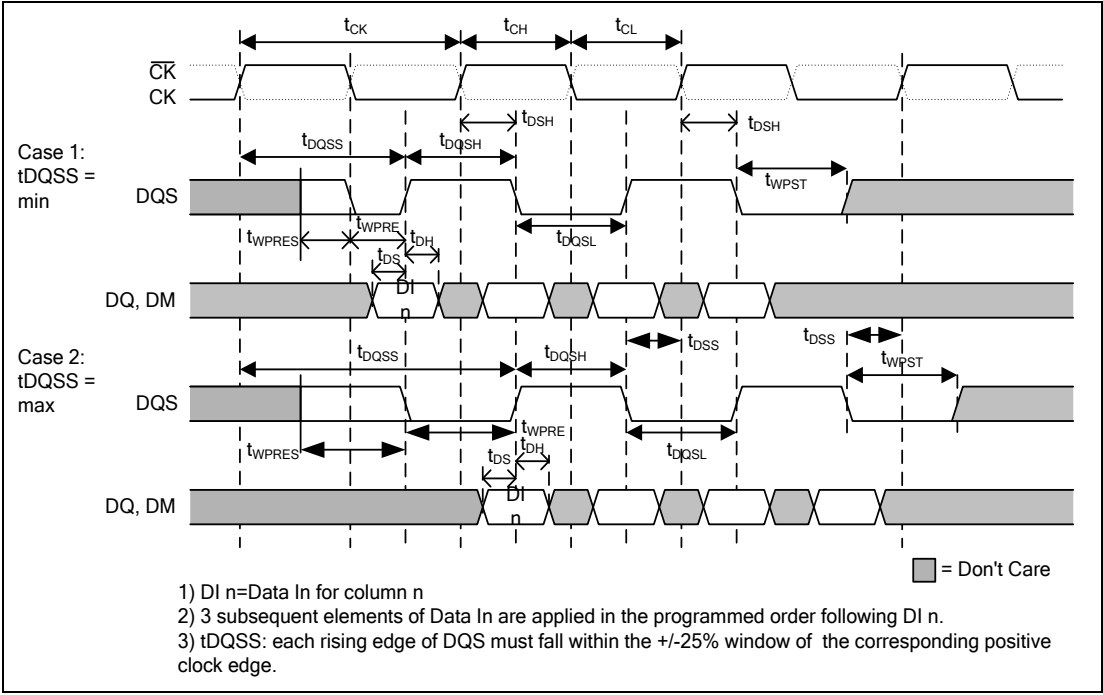 tCK tCH tCL
CK
CK
tDSH tDSH
Case 1:
tDQSS =
min
tDQSS tDQSH
tWPST
DQS
tWPRES tWPRE tDH tDQSL
tDS
DQ, DM
DI
n
tDSS tDSS
Case 2:
tDQSS =
max
tDQSS tDQSH tWPST
DQS
tWPRES tWPRE tDQSL
tDS tDH
DQ, DM
DI
n
= Don't Care
1) DI n=Data In for column n
2) 3 subsequent elements of Data In are applied in the programmed order following DI n.
3) tDQSS: each rising edge of DQS must fall within the +/-25% window of the corresponding positive
clock edge.